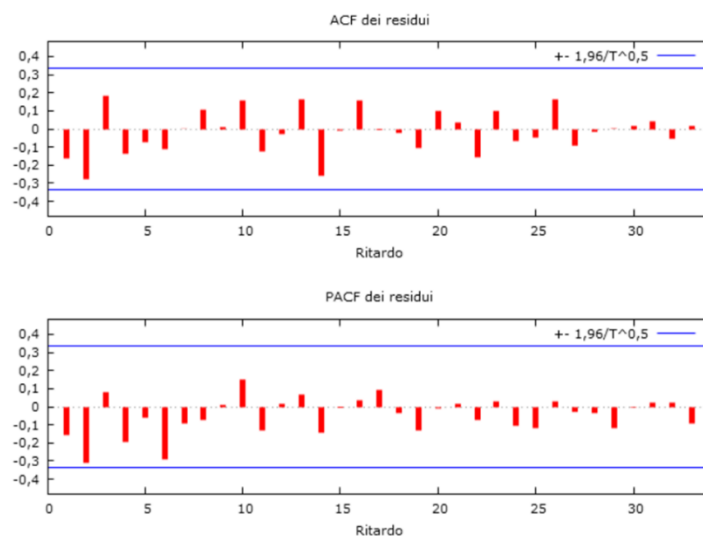 ACF dei residui
+- 1,96/T^0,5
0,4
0,3
0,2
0,1
0
-0,1
-0,2
-0,3
-0,4
0 5 10 15 20 25 30
Ritardo
PACF dei residui
+- 1,96/T^0,5
0,4
0,3
0,2
0,1
0
-0,1
-0,2
-0,3
-0,4
0 5 10 15 20 25 30
Ritardo